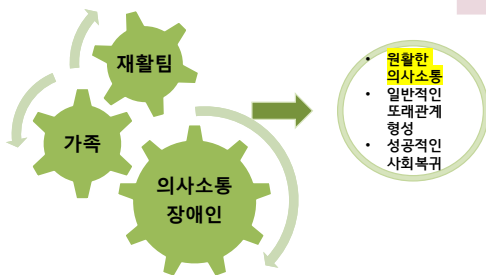 재활팀
가족
의사소통
장애인
• 원활한
의사소통
• 일반적인
또래관계
형성
• 성공적인
사회복귀